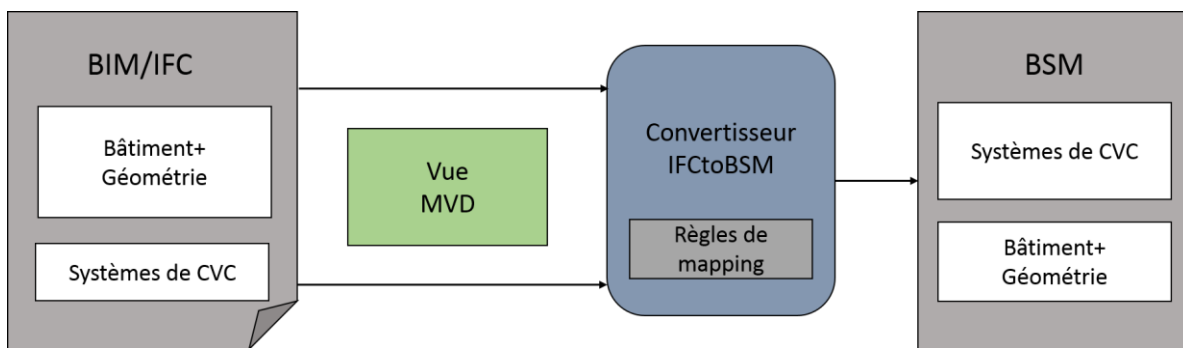 BIM/IFC
Bâtiment+
Géométrie
Systèmes de CVC
Vue
MVD
Convertisseur
IFCtoBSM
Règles de
mapping
BSM
Systèmes de CVC
Bâtiment+
Géométrie